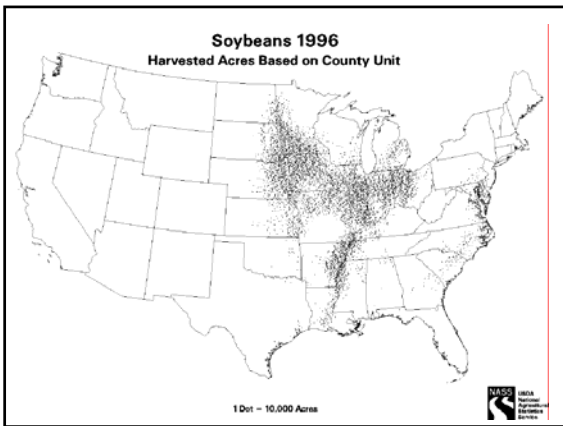 Soybeans 1996
Harvested Acres Based on County Unit
1 Dot - 10,000 Acres
NASS
USDA
National
Agricultural
Statistics
Service